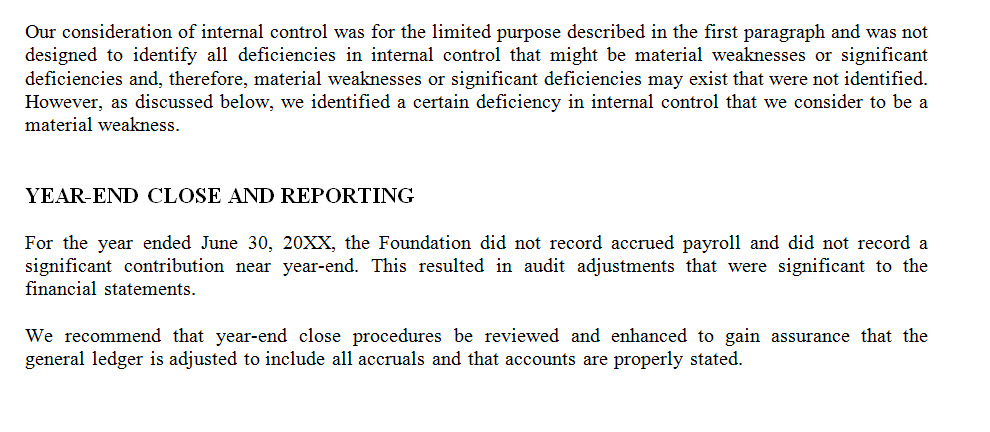 Our consideration of internal control was for the limited purpose described in the first paragraph and was not
designed to identify all deficiencies in internal control that might be material weaknesses or significant
deficiencies and, therefore, material weaknesses or significant deficiencies may exist that were not identified.
However, as discussed below, we identified a certain deficiency in internal control that we consider to be a
material weakness.
YEAR-END CLOSE AND REPORTING
For the year ended June 30, 20XX, the Foundation did not record accrued payroll and did not record a
significant contribution near year-end. This resulted in audit adjustments that were significant to the
financial statements.
We recommend that year-end close procedures be reviewed and enhanced to gain assurance that the
general ledger is adjusted to include all accruals and that accounts are properly stated.